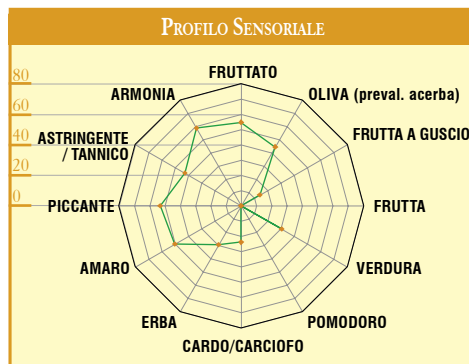 PROFILO SENSORIALE
80
60
40
20
0
FRUTTATO
OLIVA (preval. acerba)
FRUTTA A GUSCIO
FRUTTA
VERDURA
POMODORO
CARDO/CARCIOFO
ERBA
AMARO
PICCANTE
ASTRINGENTE
/ TANNICO
ARMONIA